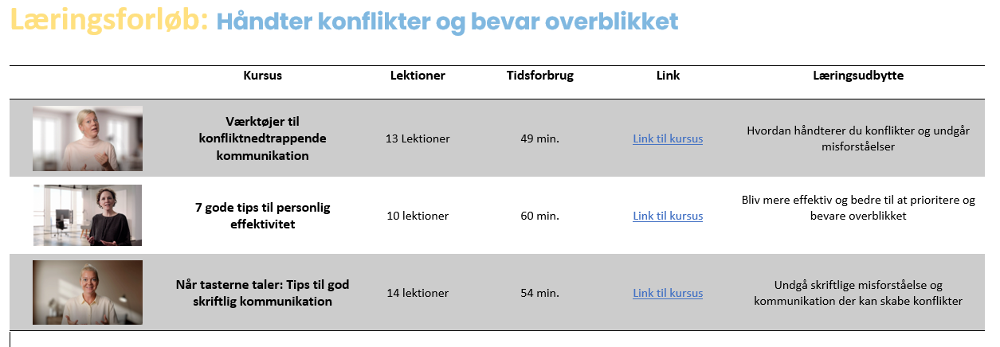 Læringsforløb: Håndter konflikter og bevar overblikket
Kursus Lektioner Tidsforbrug Link Læringsudbytte
Værktøjer til
konfliktnedtrappende
kommunikation
13 Lektioner
49 min.
Link til kursus
Hvordan håndterer du konflikter og undgår
misforståelser
7 gode tips til personlig
effektivitet
10 lektioner
60 min.
Link til kursus
Bliv mere effektiv og bedre til at prioritere og
bevare overblikket
Når tasterne taler: Tips til god
skriftlig kommunikation
14 lektioner
54 min.
Link til kursus
Undgå skriftlige misforståelse og
kommunikation der kan skabe konflikter